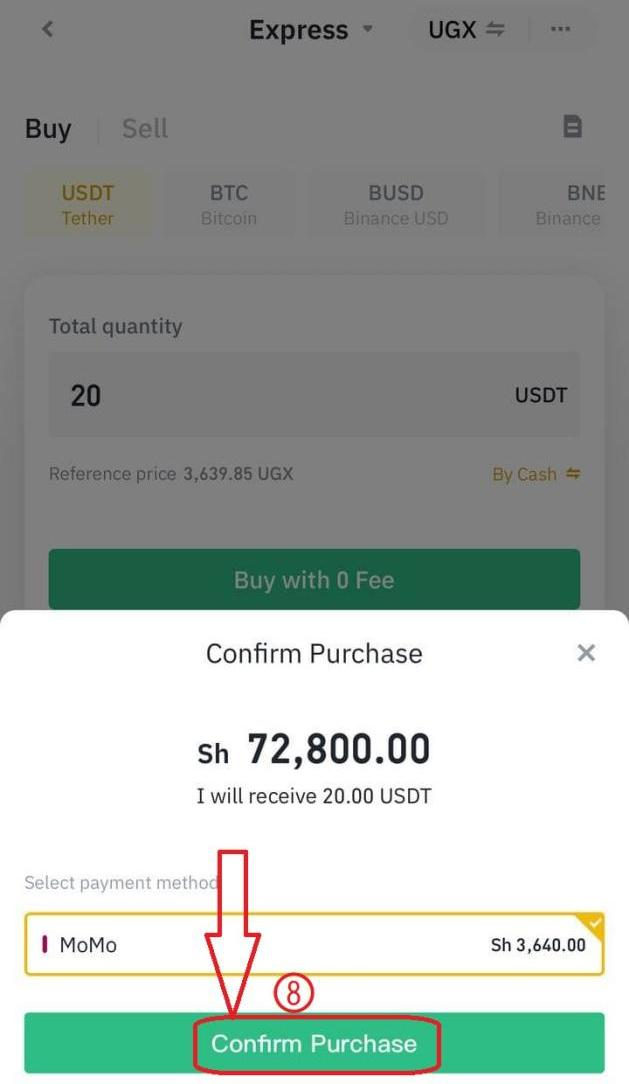 Express UGX
Buy Sell
USDT BTC BUSD BNB
Tether Bitcoin Binance USD Binance
Total quantity
20 USDT
Reference price 3,639.85 UGX By Cash
Buy with 0 Fee
Confirm Purchase
Sh 72,800.00
I will receive 20.00 USDT
Select payment method
MoMo Sh 3,640.00
8
Confirm Purchase